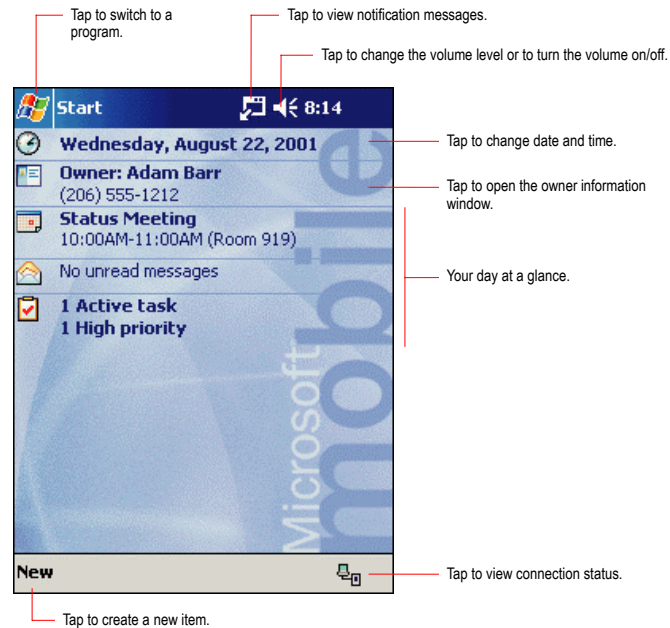 Tap to switch to a
program.
Tap to view notification messages.
Tap to change the volume level or to turn the volume on/off.
Start
8:14
Wednesday, August 22, 2001
Tap to change date and time.
Owner: Adam Barr
(206) 555-1212
Tap to open the owner information
window.
Status Meeting
10:00AM-11:00AM (Room 919)
No unread messages
Your day at a glance.
1 Active task
1 High priority
Microsoft
mobile
New
Tap to view connection status.
Tap to create a new item.